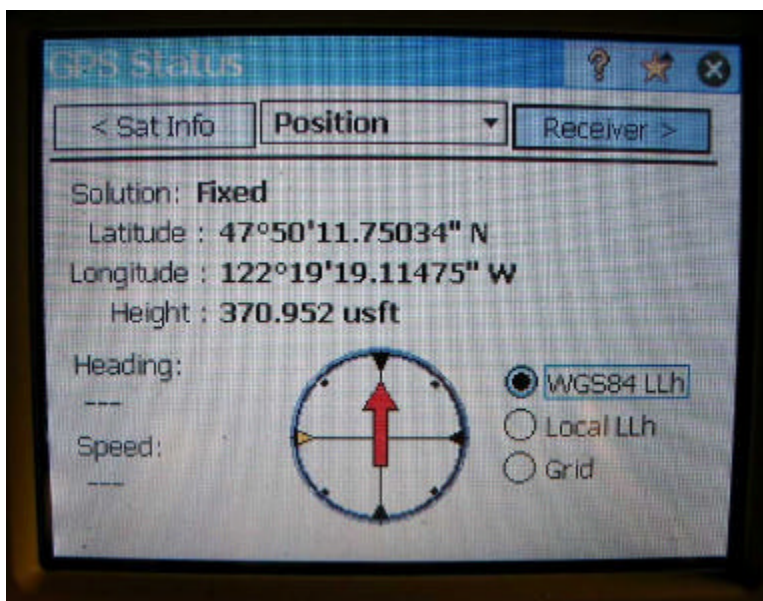 GPS Status
< Sat Info Position Receiver >
Solution: Fixed
Latitude : 47°50'11.75034" N
Longitude : 122°19'19.11475" W
Height : 370.952 usft
Heading:
---
Speed:
---
WGS84 LLh
Local LLh
Grid